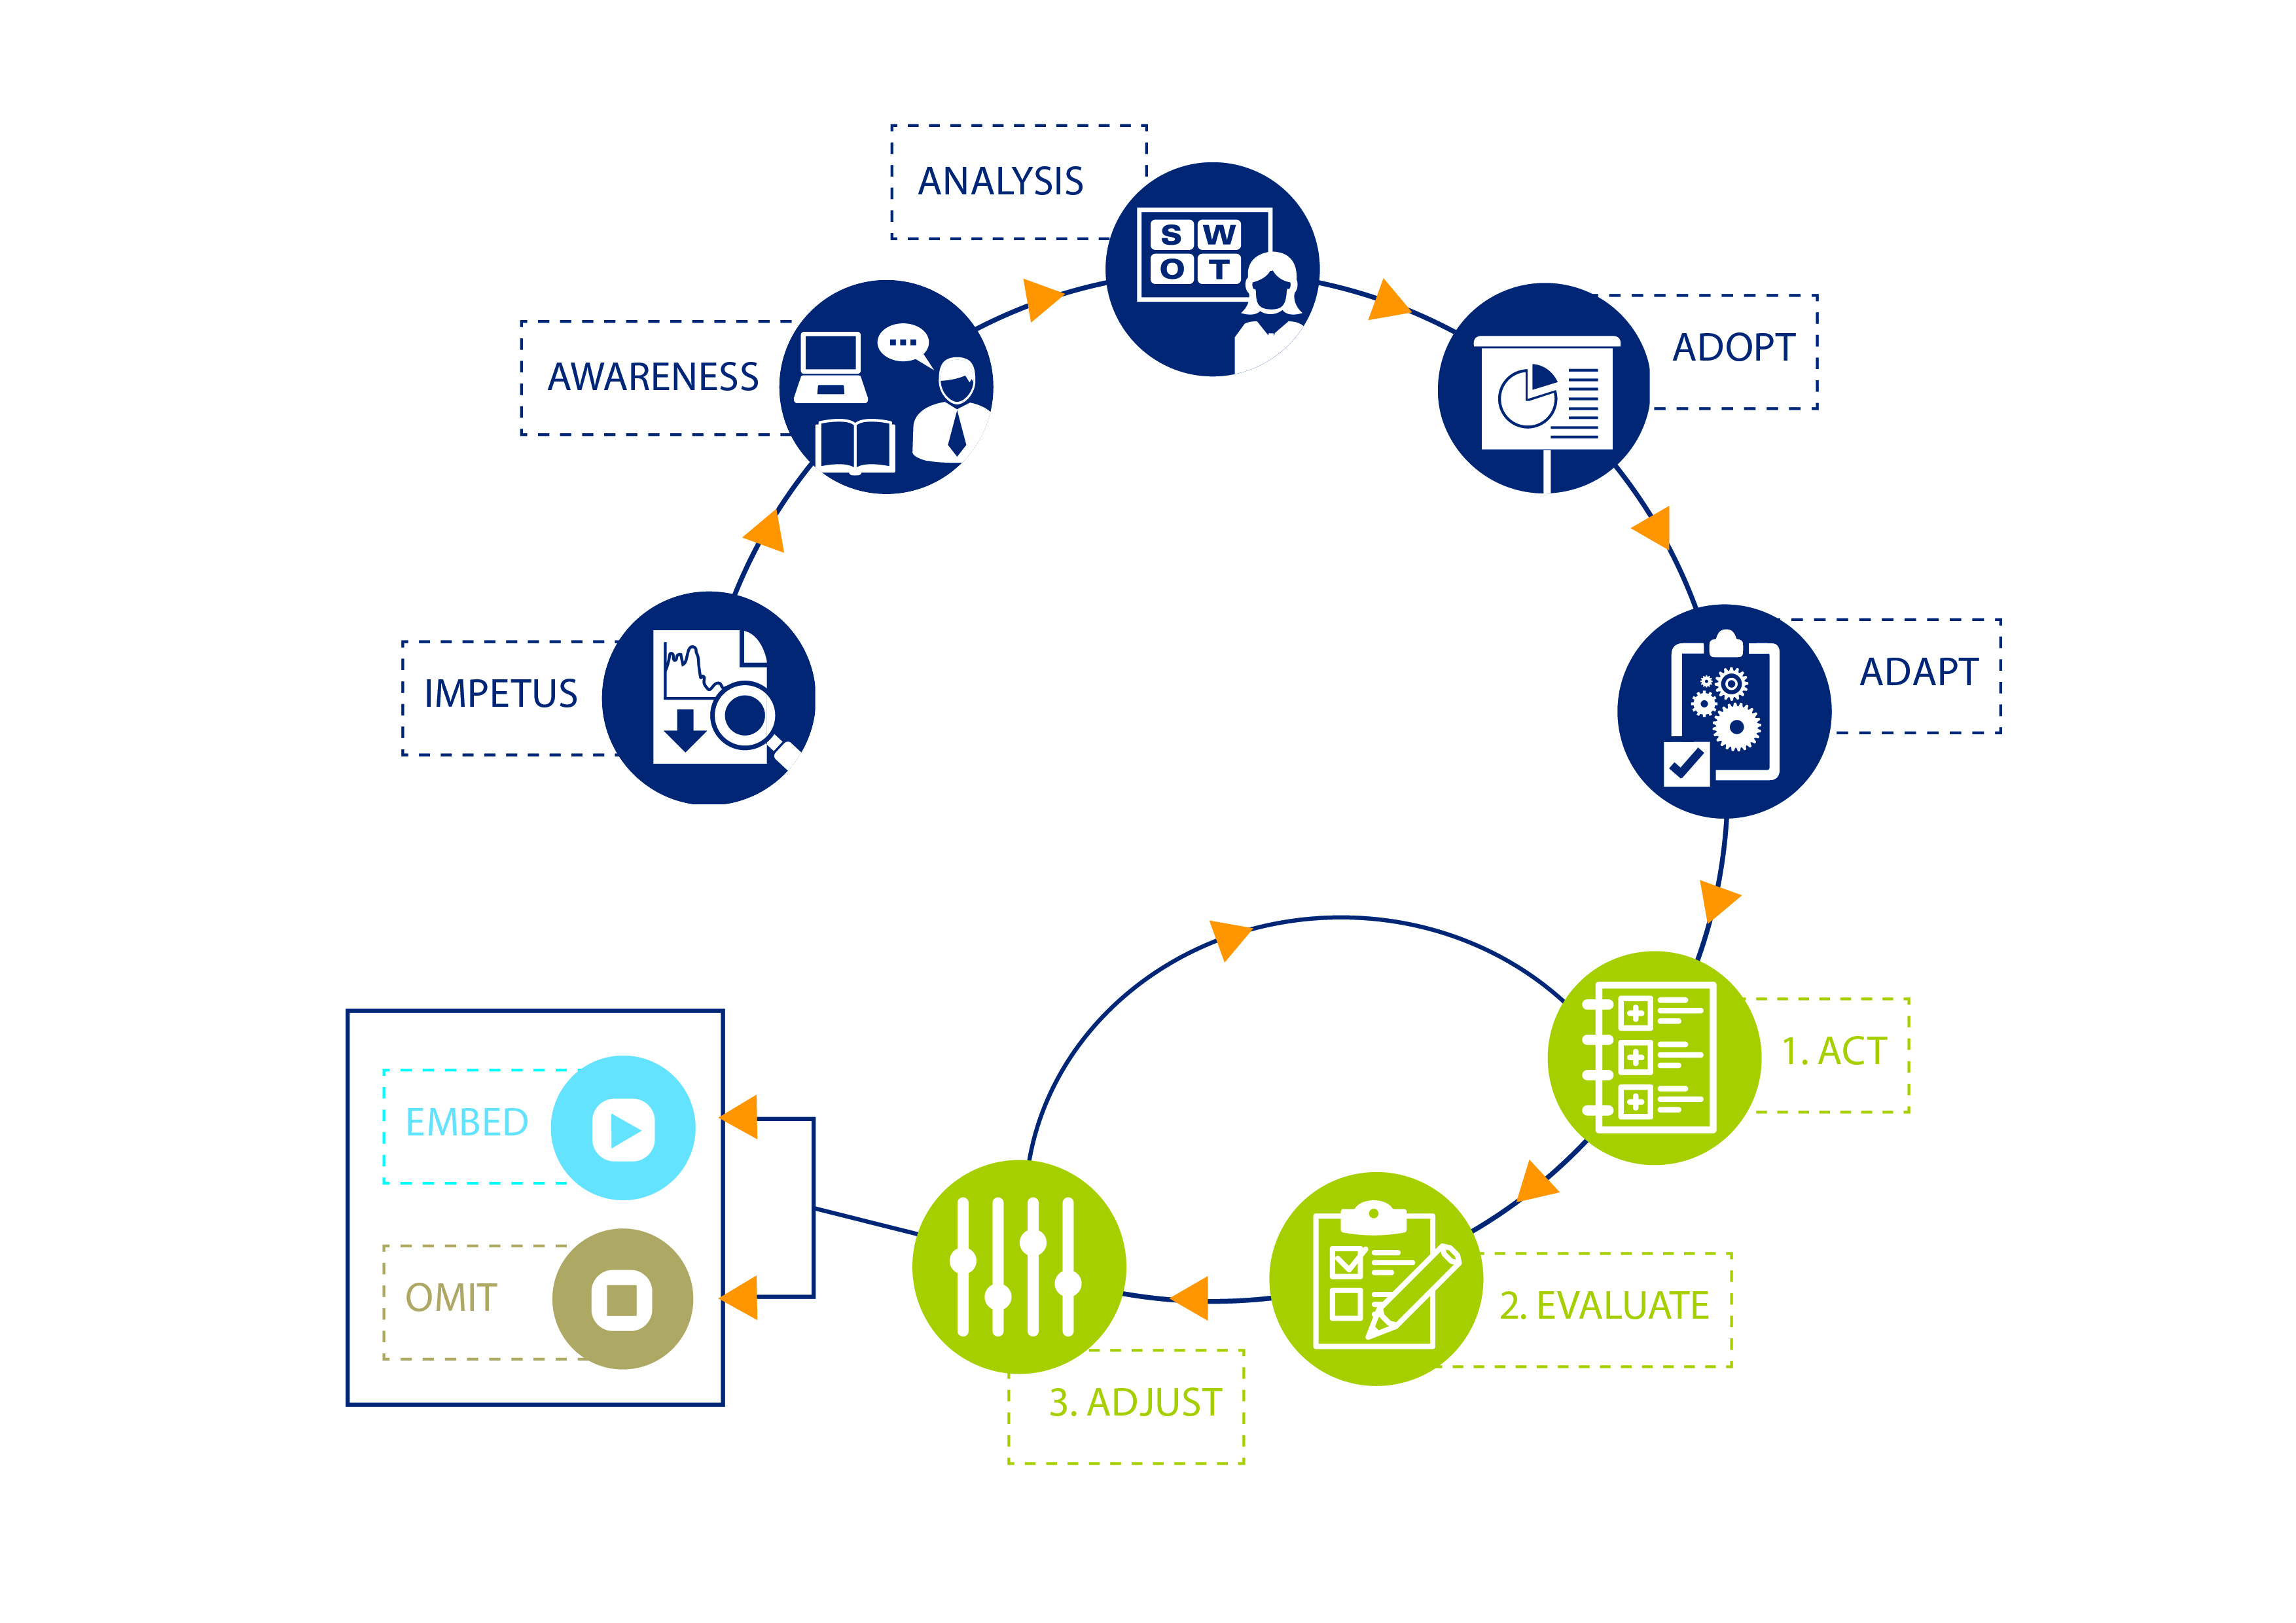 ANALYSIS
S W
O T
ADOPT
AWARENESS
ADAPT
IMPETUS
1. ACT
EMBED
2. EVALUATE
OMIT
3. ADJUST